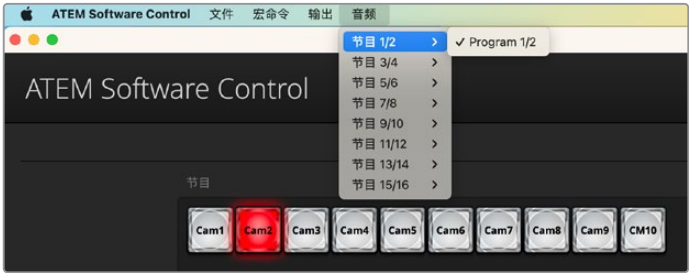 ATEM Software Control 文件 宏命令 输出 音频
节目 1/2 > ✓ Program 1/2
节目 3/4 >
节目 5/6 >
ATEM Software Control
节目 7/8 >
节目 9/10 >
节目 11/12 >
节目 13/14 >
节目 15/16 >
节目
Cam1 Cam2 Cam3 Cam4 Cam5 Cam6 Cam7 Cam8 Cam9 CM10